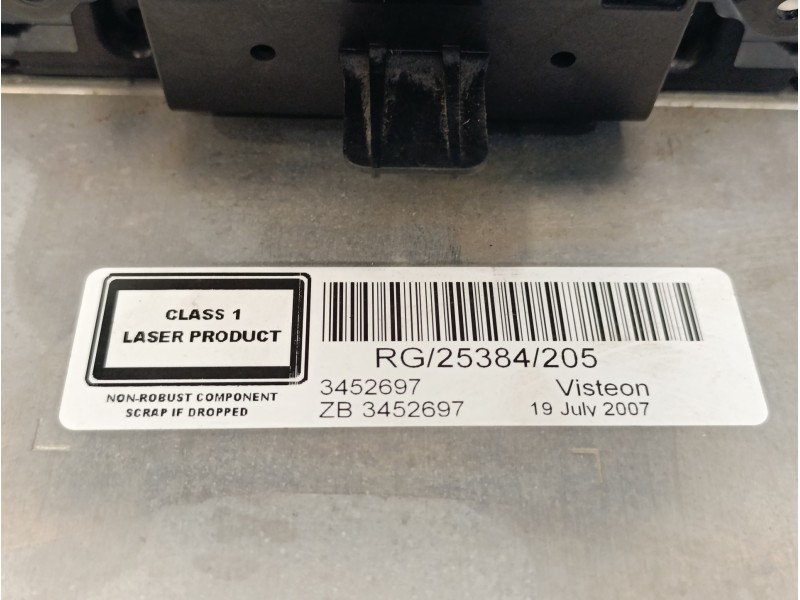 CLASS 1
LASER PRODUCT
NON-ROBUST COMPONENT
SCRAP IF DROPPED
RG/25384/205
3452697 Visteon
ZB 3452697 19 July 2007